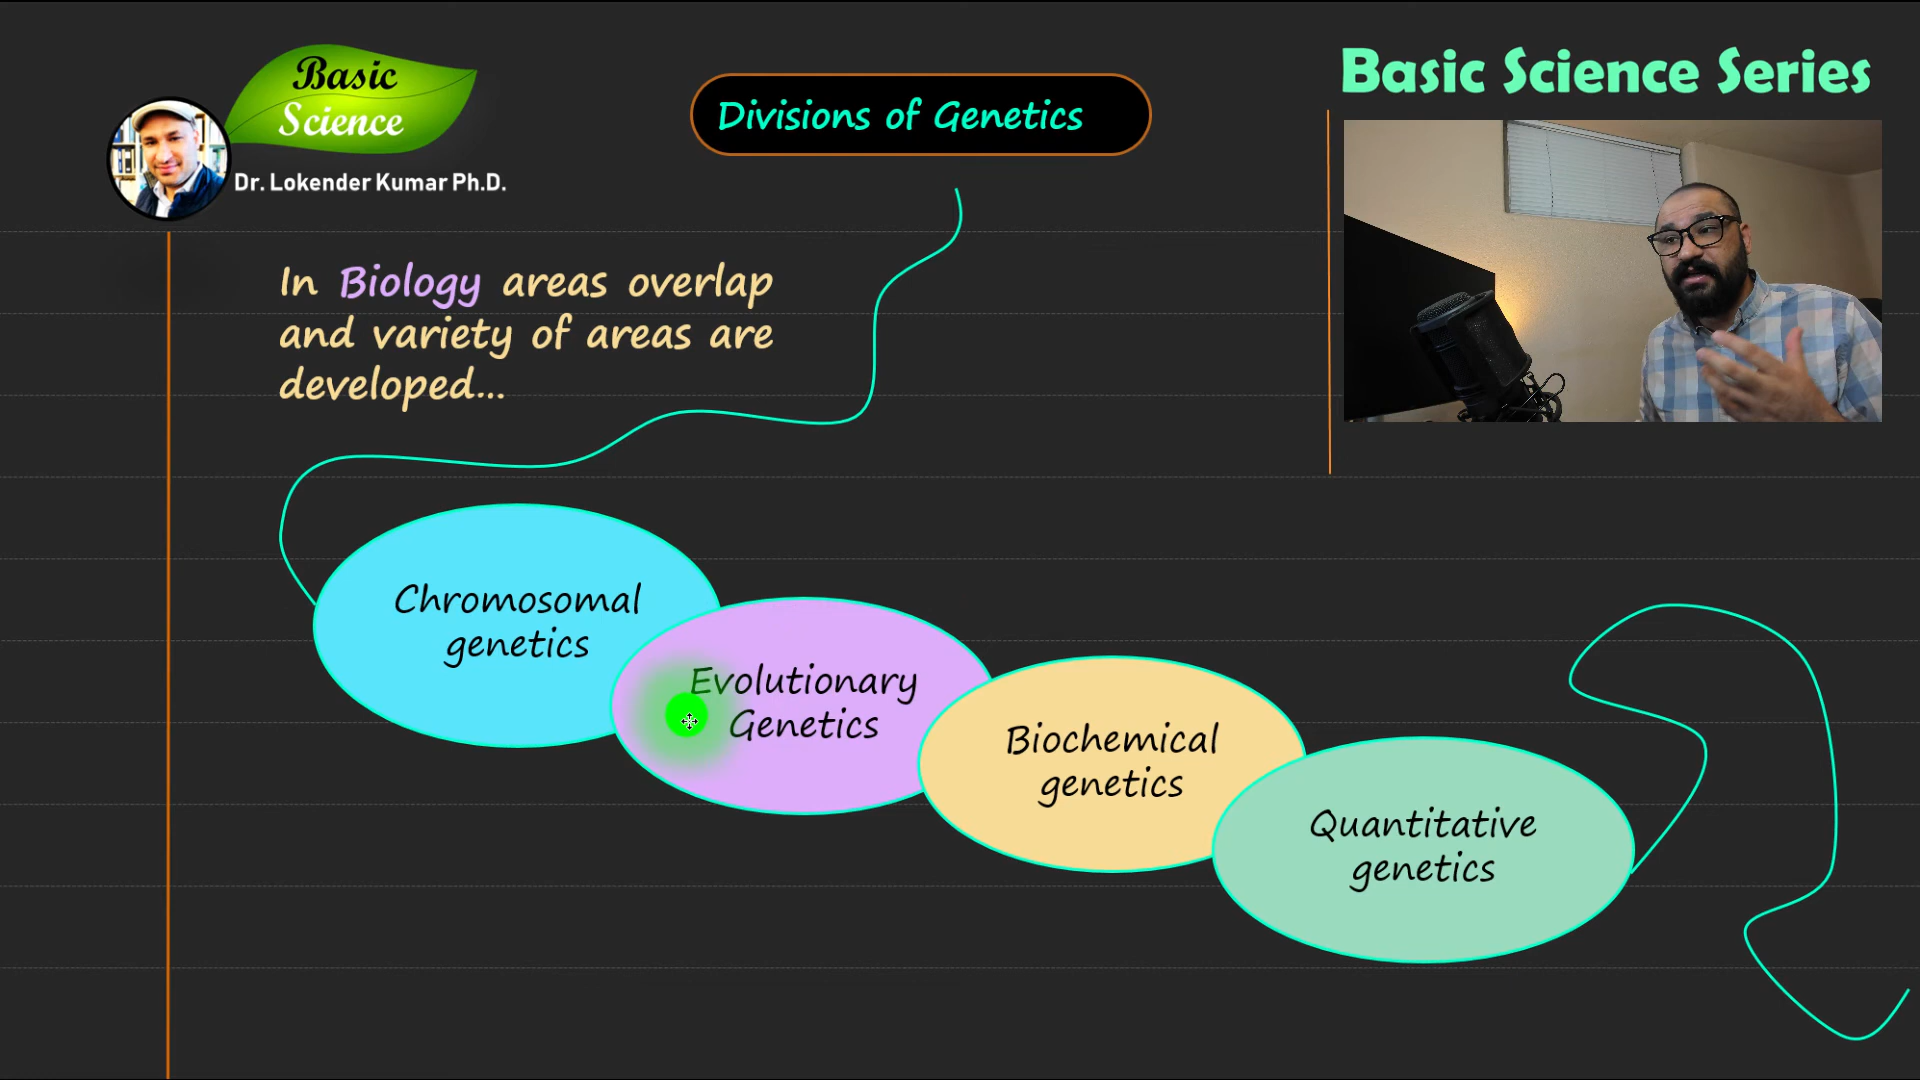 Basic
Science
Dr. Lokender Kumar Ph.D.
Divisions of Genetics
Basic Science Series
In Biology areas overlap
and variety of areas are
developed...
Chromosomal
genetics
Evolutionary
Genetics
Biochemical
genetics
Quantitative
genetics